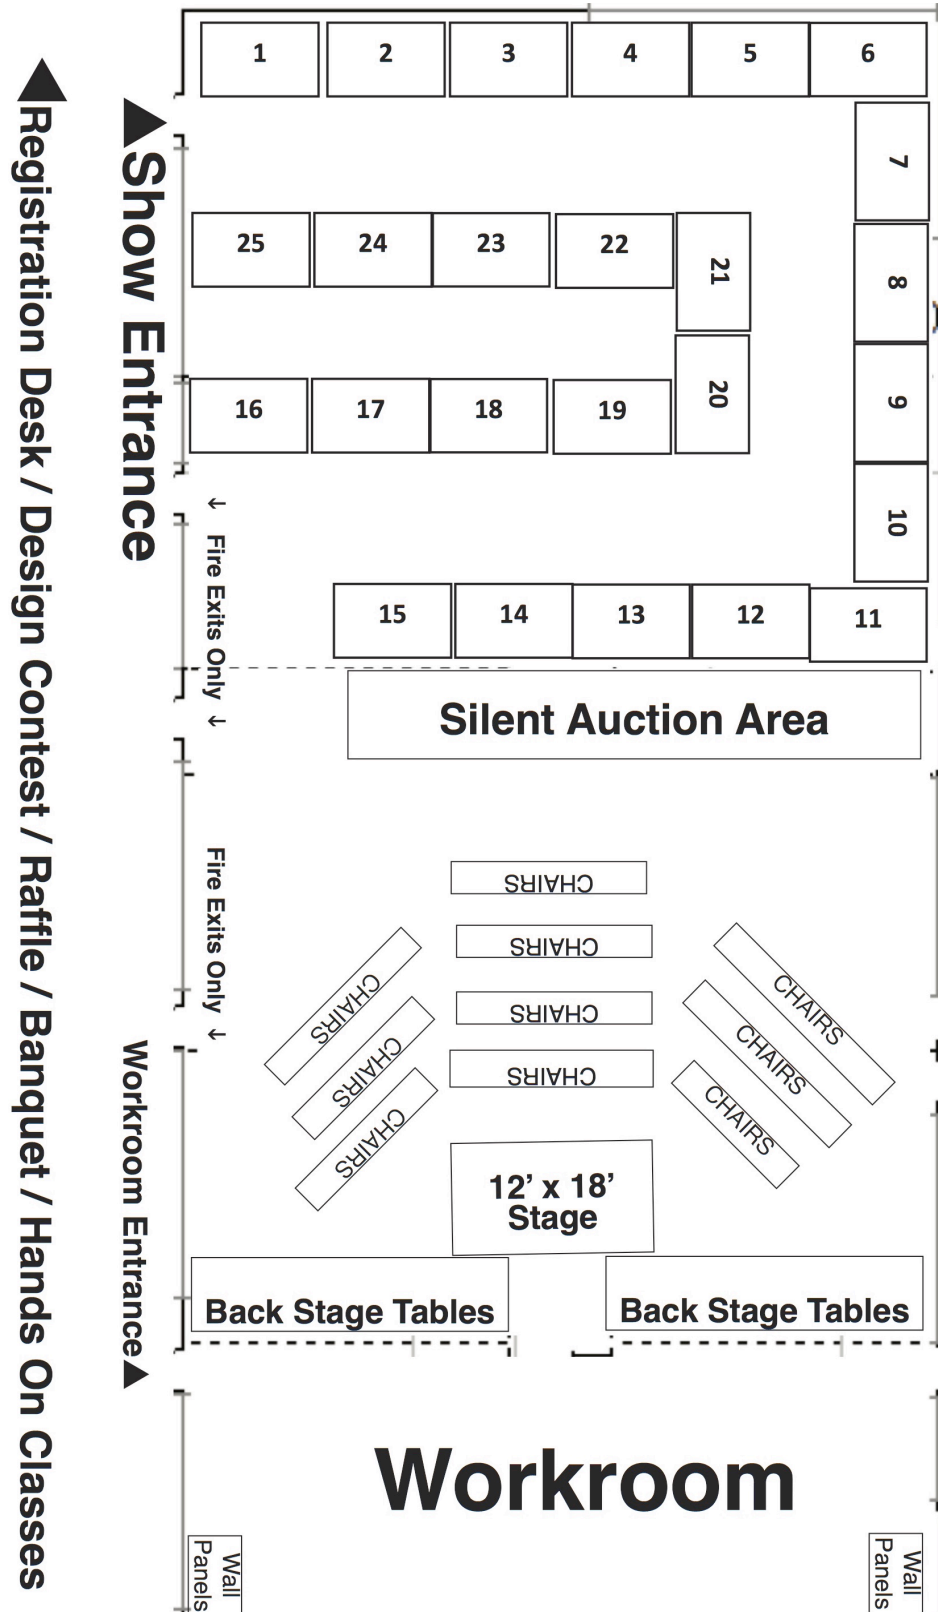 1 2 3 4 5 6
7
25 24 23 22 21
8
16 17 18 19 20
9
10
15 14 13 12 11
Silent Auction Area
▲Registration Desk / Design Contest / Raffle / Banquet / Hands On Classes
▲Show Entrance
← Fire Exits Only →
Fire Exits Only →
Workroom Entrance▲
CHAIRS
CHAIRS
CHAIRS
CHAIRS
CHAIRS
CHAIRS
CHAIRS
CHAIRS
CHAIRS
CHAIRS
12’ x 18’
Stage
Back Stage Tables
Back Stage Tables
Workroom
Wall
Panels
Wall
Panels